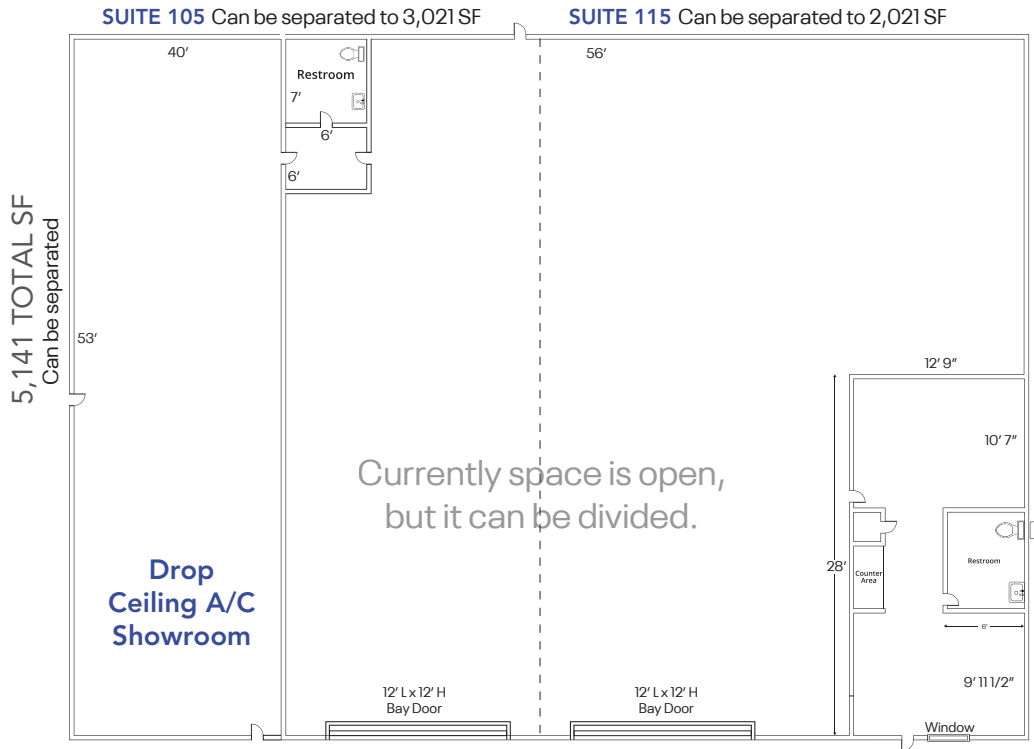 SUITE 105 Can be separated to 3,021 SF
SUITE 115 Can be separated to 2,021 SF
40'
56'
Restroom
7'
6'
6'
5,141 TOTAL SF
Can be separated
53'
12' 9"
10' 7"
Currently space is open,
but it can be divided.
28'
Counter
Area
Restroom
6'
Drop
Ceiling A/C
Showroom
12' L x 12' H
Bay Door
12' L x 12' H
Bay Door
9' 11 1/2"
Window